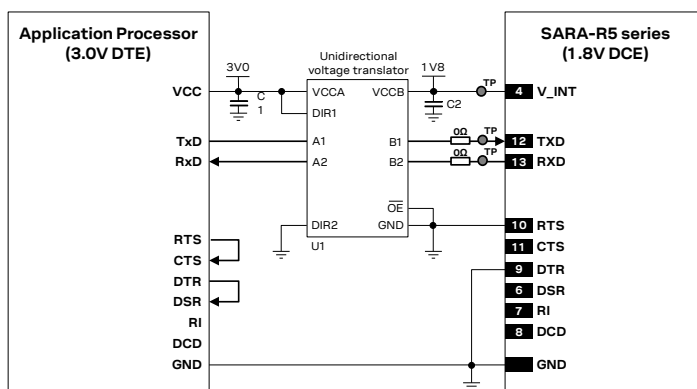 Application Processor
(3.0V DTE)
VCC
TxD
RxD
RTS
CTS
DTR
DSR
RI
DCD
GND
3V0
C
1
Unidirectional
voltage translator
VCCA
DIR1
A1
A2
DIR2
U1
VCCB
B1
B2
OE
GND
1V8
C2
TP
0Ω
TP
0Ω
TP
SARA-R5 series
(1.8V DCE)
4 V_INT
12 TXD
13 RXD
10 RTS
11 CTS
9 DTR
6 DSR
7 RI
8 DCD
GND